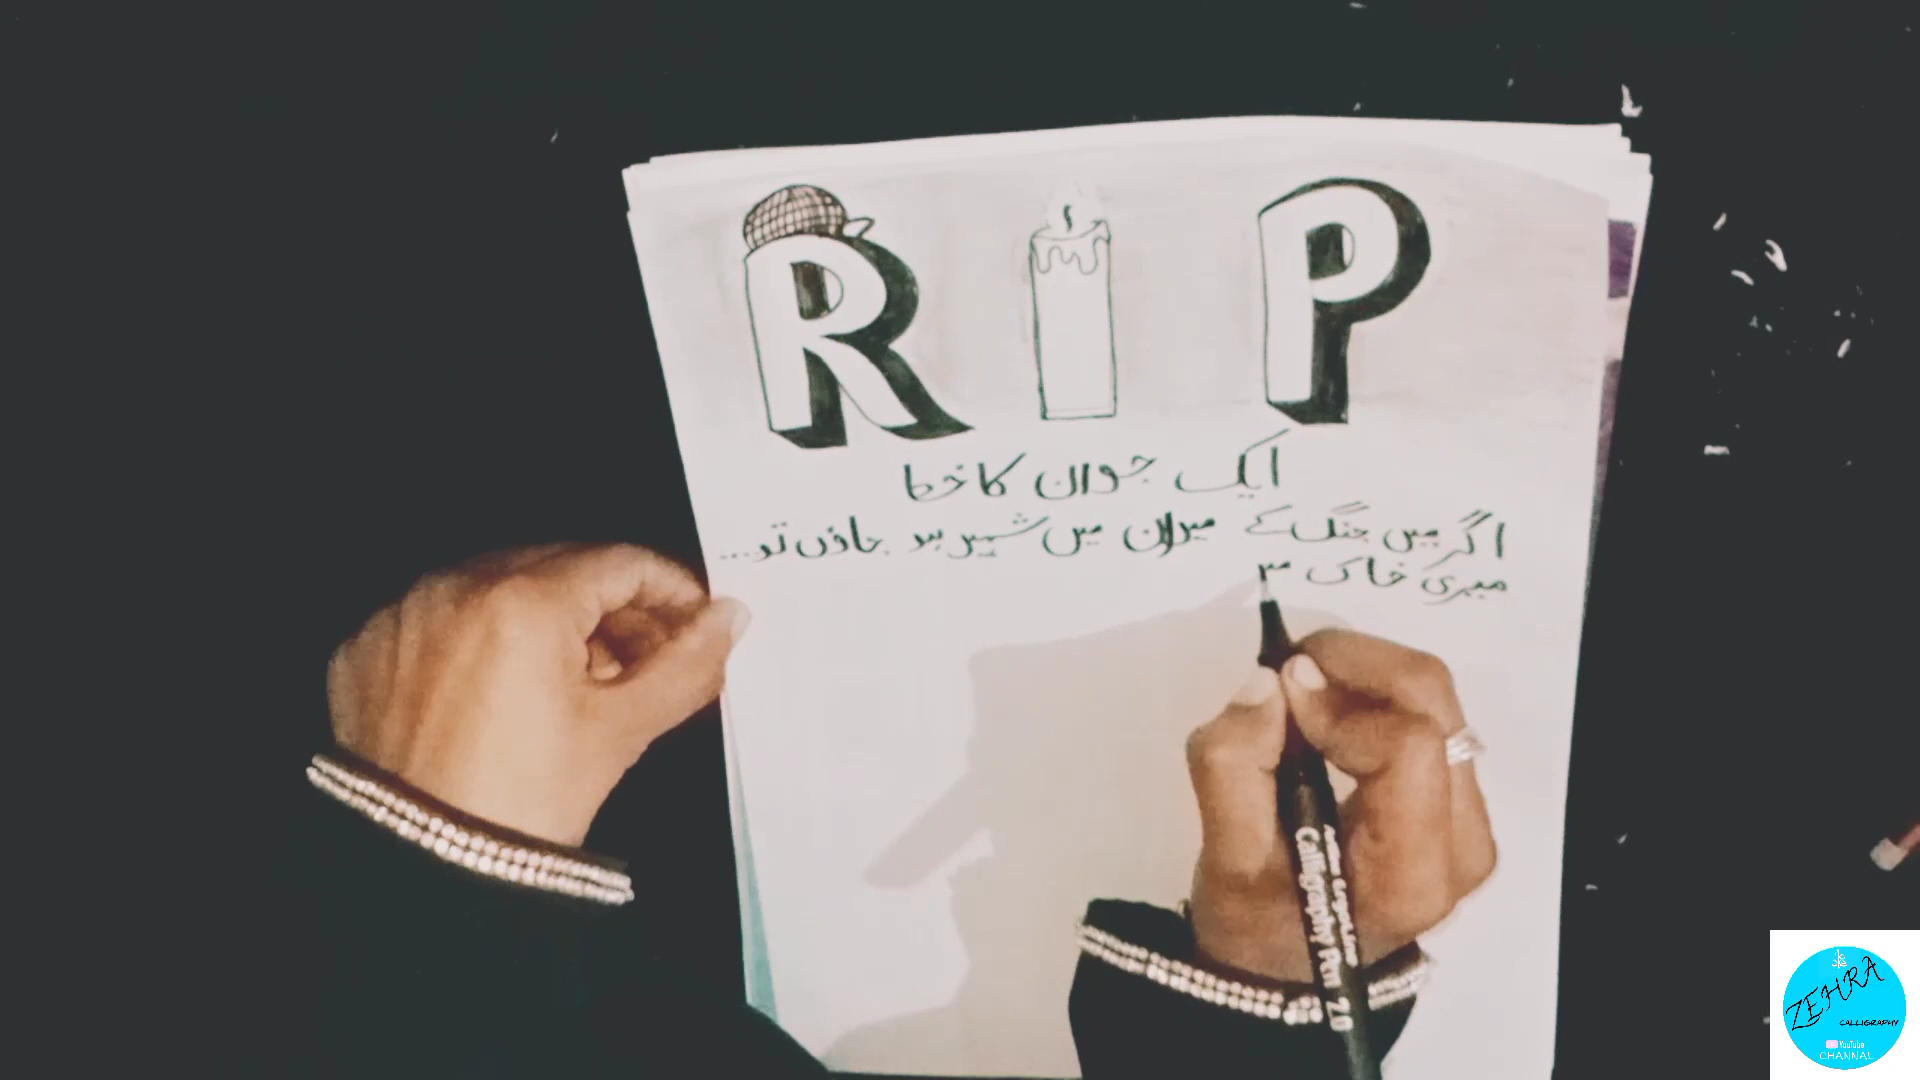 RIP
ایک جوان کا خط
اگر میں جنگ کے میدان میں شہید ہو جاؤں تو...
میری خاک
Calligraphy Pen 2.0
ZEHRA
CALLIGRAPHY
YouTube
CHANNAL